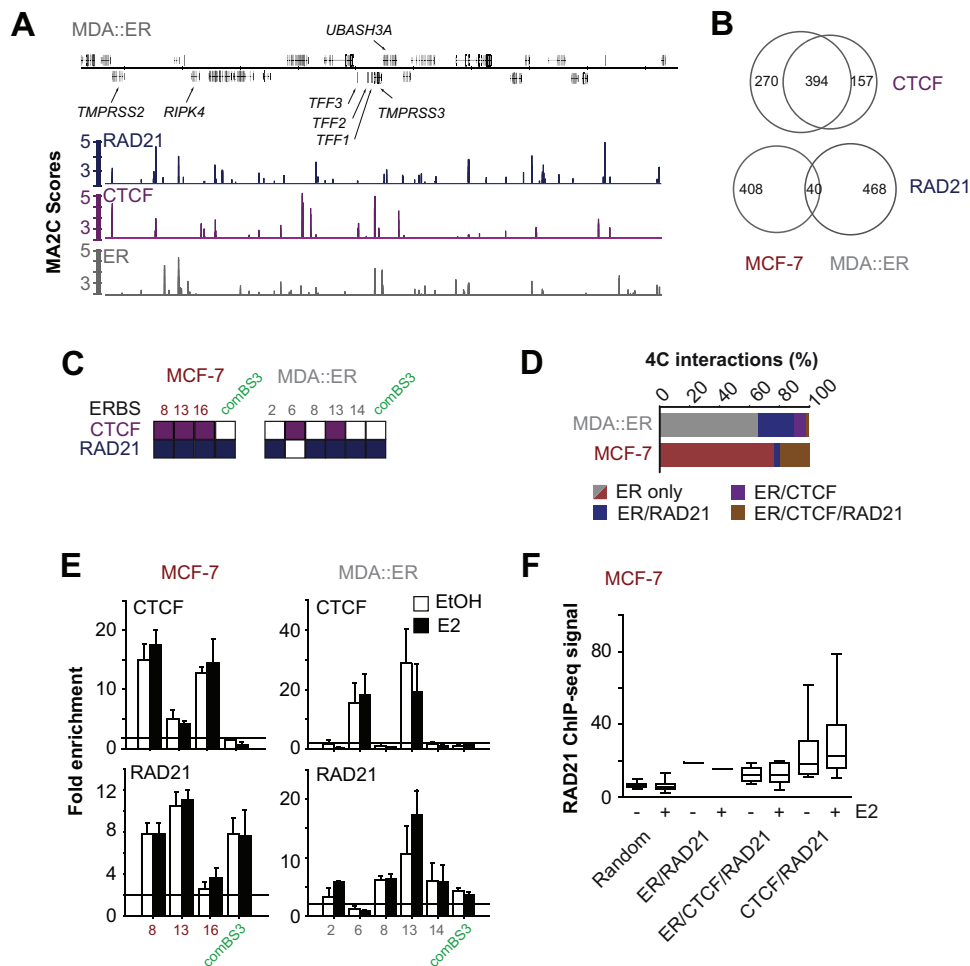 A
MDA::ER
UBASH3A
TMPRSS2
RIPK4
TFF3
TFF2
TFF1
TMPRSS3
MA2C Scores
5
3
RAD21
5
3
CTCF
5
3
ER
B
270 394 157
CTCF
408 40 468
RAD21
MCF-7 MDA::ER
C
MCF-7 MDA::ER
ERBS 8 13 16 comBS3 2 6 8 13 14 comBS3
CTCF
RAD21
D
4C interactions (%)
0 20 40 60 80 100
MDA::ER
MCF-7
ER only ER/CTCF
ER/RAD21 ER/CTCF/RAD21
E
MCF-7 MDA::ER
Fold enrichment
CTCF
20
10
0
CTCF
40
20
0
EtOH
E2
RAD21
12
8
4
0
8 13 16 comBS3
RAD21
20
10
0
2 6 8 13 14 comBS3
F
MCF-7
RAD21 ChIP-seq signal
80
40
0
- + - + - + - + E2
Random
ER/RAD21
ER/CTCF/RAD21
CTCF/RAD21